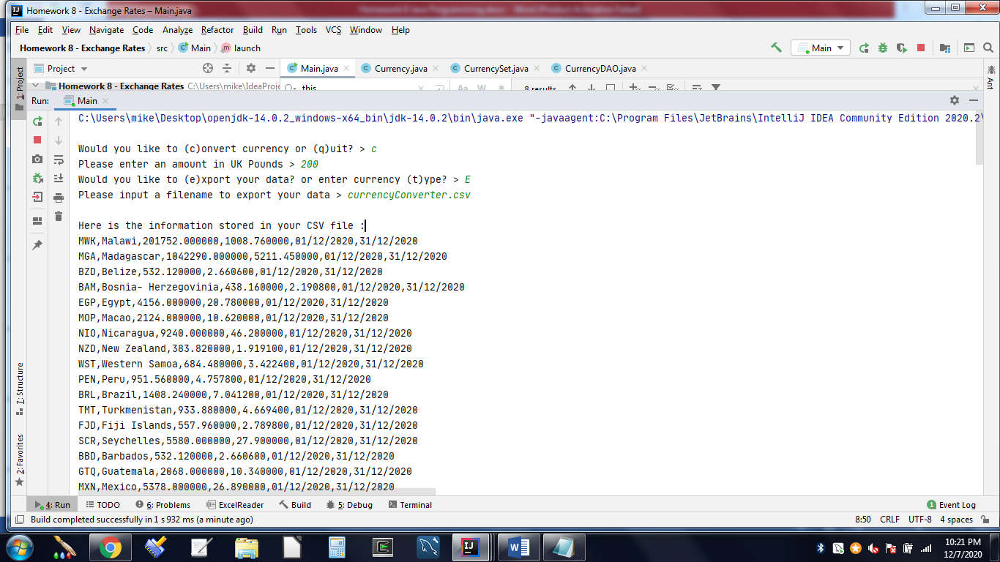 Homework 8 - Exchange Rates – Main.java
File Edit View Navigate Code Analyze Refactor Build Run Tools VCS Window Help
Homework 8 - Exchange Rates src Main launch Main
Project Main.java Currency.java CurrencySet.java CurrencyDAO.java
1: Project
Ant
Homework 8 - Exchange Rates C:\Users\mike\IdeaProje this Aa W 8 results
Run: Main
C:\Users\mike\Desktop\openjdk-14.0.2_windows-x64_bin\jdk-14.0.2\bin\java.exe "-javaagent:C:\Program Files\JetBrains\IntelliJ IDEA Community Edition 2020.2\
Would you like to (c)onvert currency or (q)uit? > c
Please enter an amount in UK Pounds > 200
Would you like to (e)xport your data? or enter currency (t)ype? > E
Please input a filename to export your data > currencyConverter.csv
Here is the information stored in your CSV file :
MWK,Malawi,201752.000000,1008.760000,01/12/2020,31/12/2020
MGA,Madagascar,1042290.000000,5211.450000,01/12/2020,31/12/2020
BZD,Belize,532.120000,2.660600,01/12/2020,31/12/2020
BAM,Bosnia- Herzegovinia,438.160000,2.190800,01/12/2020,31/12/2020
EGP,Egypt,4156.000000,20.780000,01/12/2020,31/12/2020
MOP,Macao,2124.000000,10.620000,01/12/2020,31/12/2020
NIO,Nicaragua,9240.000000,46.200000,01/12/2020,31/12/2020
NZD,New Zealand,383.820000,1.919100,01/12/2020,31/12/2020
WST,Western Samoa,684.480000,3.422400,01/12/2020,31/12/2020
PEN,Peru,951.560000,4.757800,01/12/2020,31/12/2020
BRL,Brazil,1408.240000,7.041200,01/12/2020,31/12/2020
TMT,Turkmenistan,933.880000,4.669400,01/12/2020,31/12/2020
FJD,Fiji Islands,557.960000,2.789800,01/12/2020,31/12/2020
SCR,Seychelles,5580.000000,27.900000,01/12/2020,31/12/2020
BBD,Barbados,532.120000,2.660600,01/12/2020,31/12/2020
GTQ,Guatemala,2068.000000,10.340000,01/12/2020,31/12/2020
MXN,Mexico,5378.000000,26.890000,01/12/2020,31/12/2020
7: Structure
2: Favorites
4: Run TODO 6: Problems ExcelReader Build 5: Debug Terminal 1 Event Log
Build completed successfully in 1 s 932 ms (a minute ago) 8:50 CRLF UTF-8 4 spaces
10:21 PM
12/7/2020